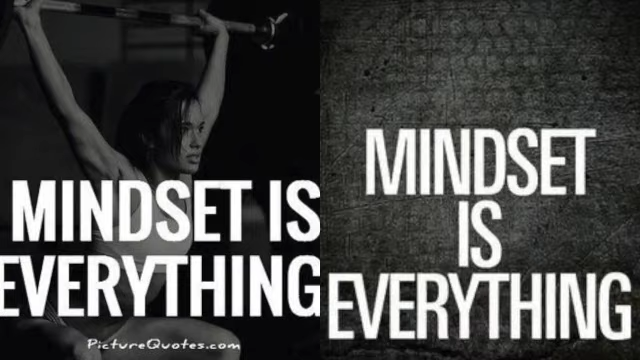 MINDSET IS
EVERYTHING
PictureQuotes.com
MINDSET
IS
EVERYTHING